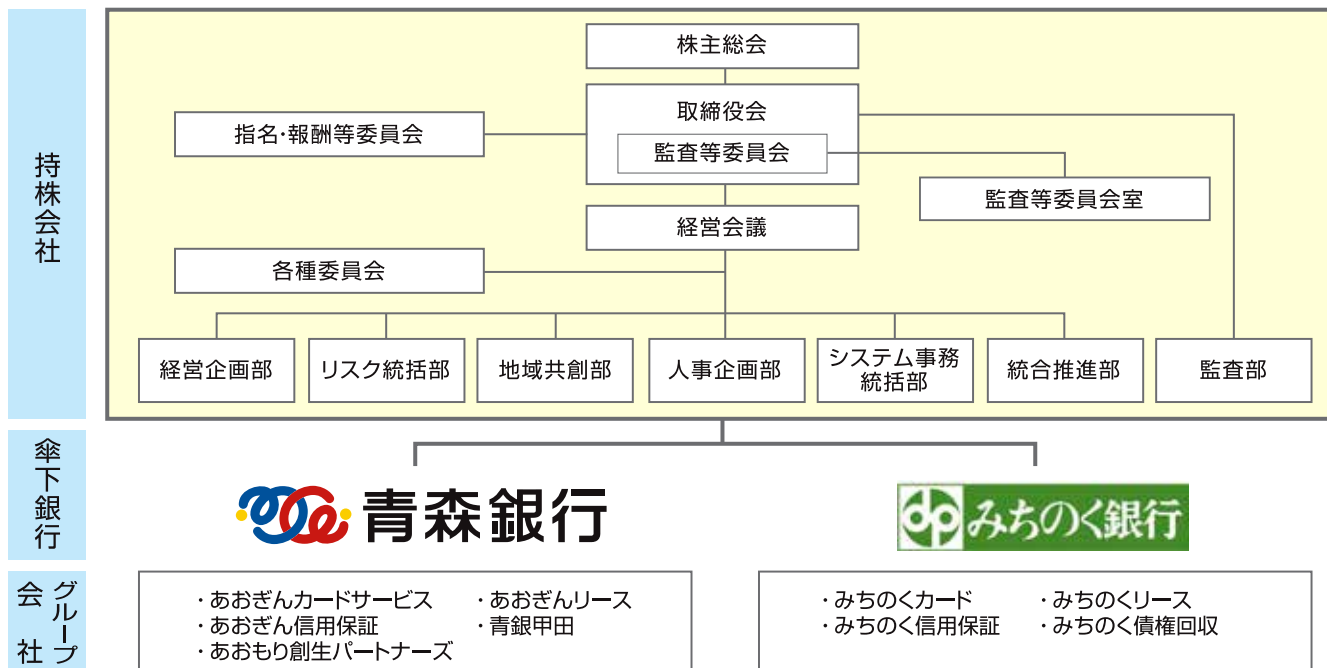 持株会社
株主総会
取締役会
指名・報酬等委員会
監査等委員会
監査等委員会室
経営会議
各種委員会
経営企画部
リスク統括部
地域共創部
人事企画部
システム事務
統括部
統合推進部
監査部
傘下銀行
青森銀行
みちのく銀行
グループ
会社
・あおぎんカードサービス ・あおぎんリース
・あおぎん信用保証 ・青銀甲田
・あおもり創生パートナーズ
・みちのくカード ・みちのくリース
・みちのく信用保証 ・みちのく債権回収